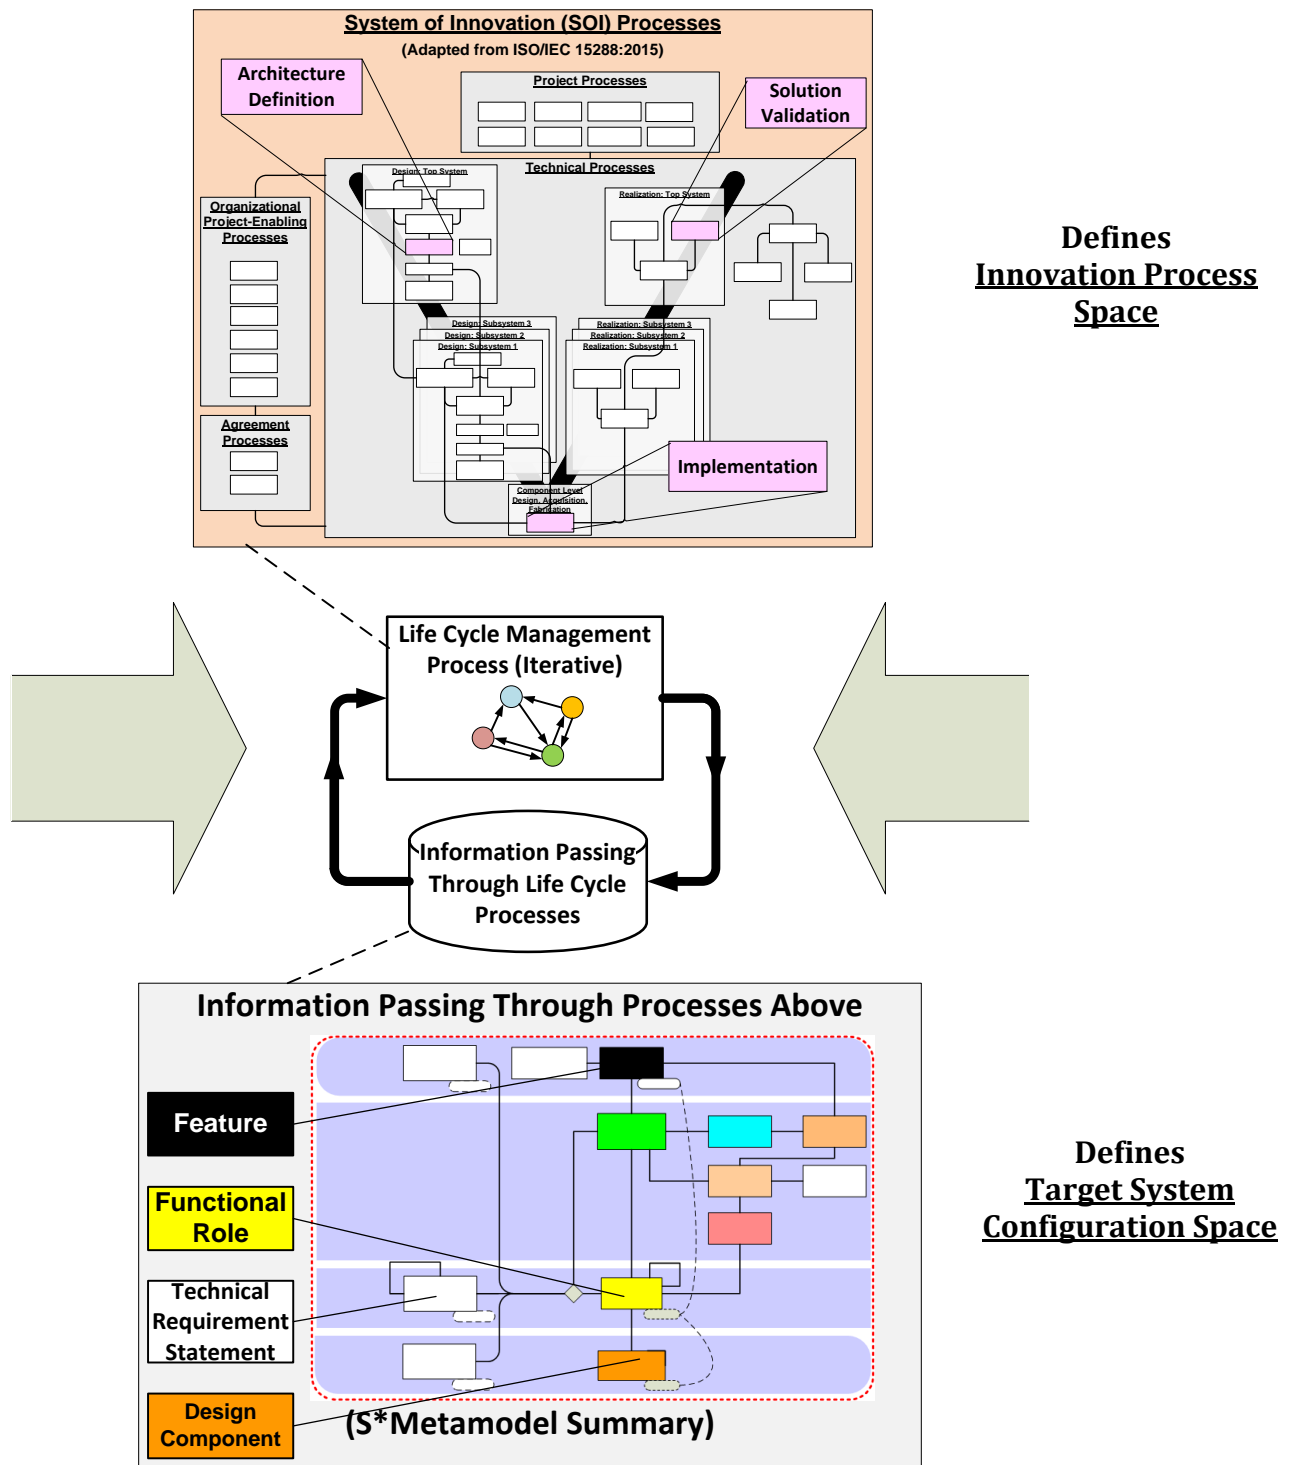 System of Innovation (SOI) Processes
(Adapted from ISO/IEC 15288:2015)
Architecture
Definition
Project Processes
Solution
Validation
Technical Processes
Design: Top System
Realization: Top System
Organizational
Project-Enabling
Processes
Design: Subsystem 3
Design: Subsystem 2
Design: Subsystem 1
Realization: Subsystem 3
Realization: Subsystem 2
Realization: Subsystem 1
Agreement
Processes
Implementation
Component Level
Design, Acquisition,
Fabrication
Defines
Innovation Process
Space
Life Cycle Management
Process (Iterative)
Information Passing
Through Life Cycle
Processes
Information Passing Through Processes Above
Feature
Functional
Role
Technical
Requirement
Statement
Design
Component
(S*Metamodel Summary)
Defines
Target System
Configuration Space